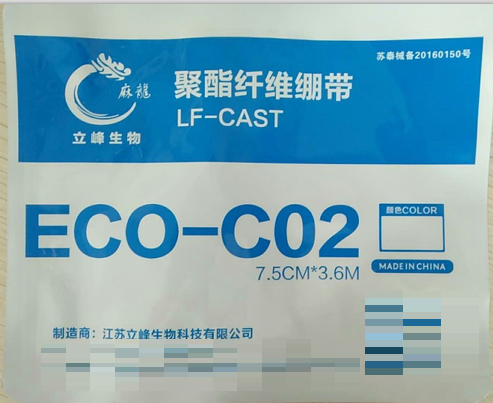 苏泰械备20160150号
麻龍
立峰生物
聚酯纤维绷带
LF-CAST
ECO-C02
7.5CM*3.6M
颜色COLOR
MADE IN CHINA
制造商：江苏立峰生物科技有限公司